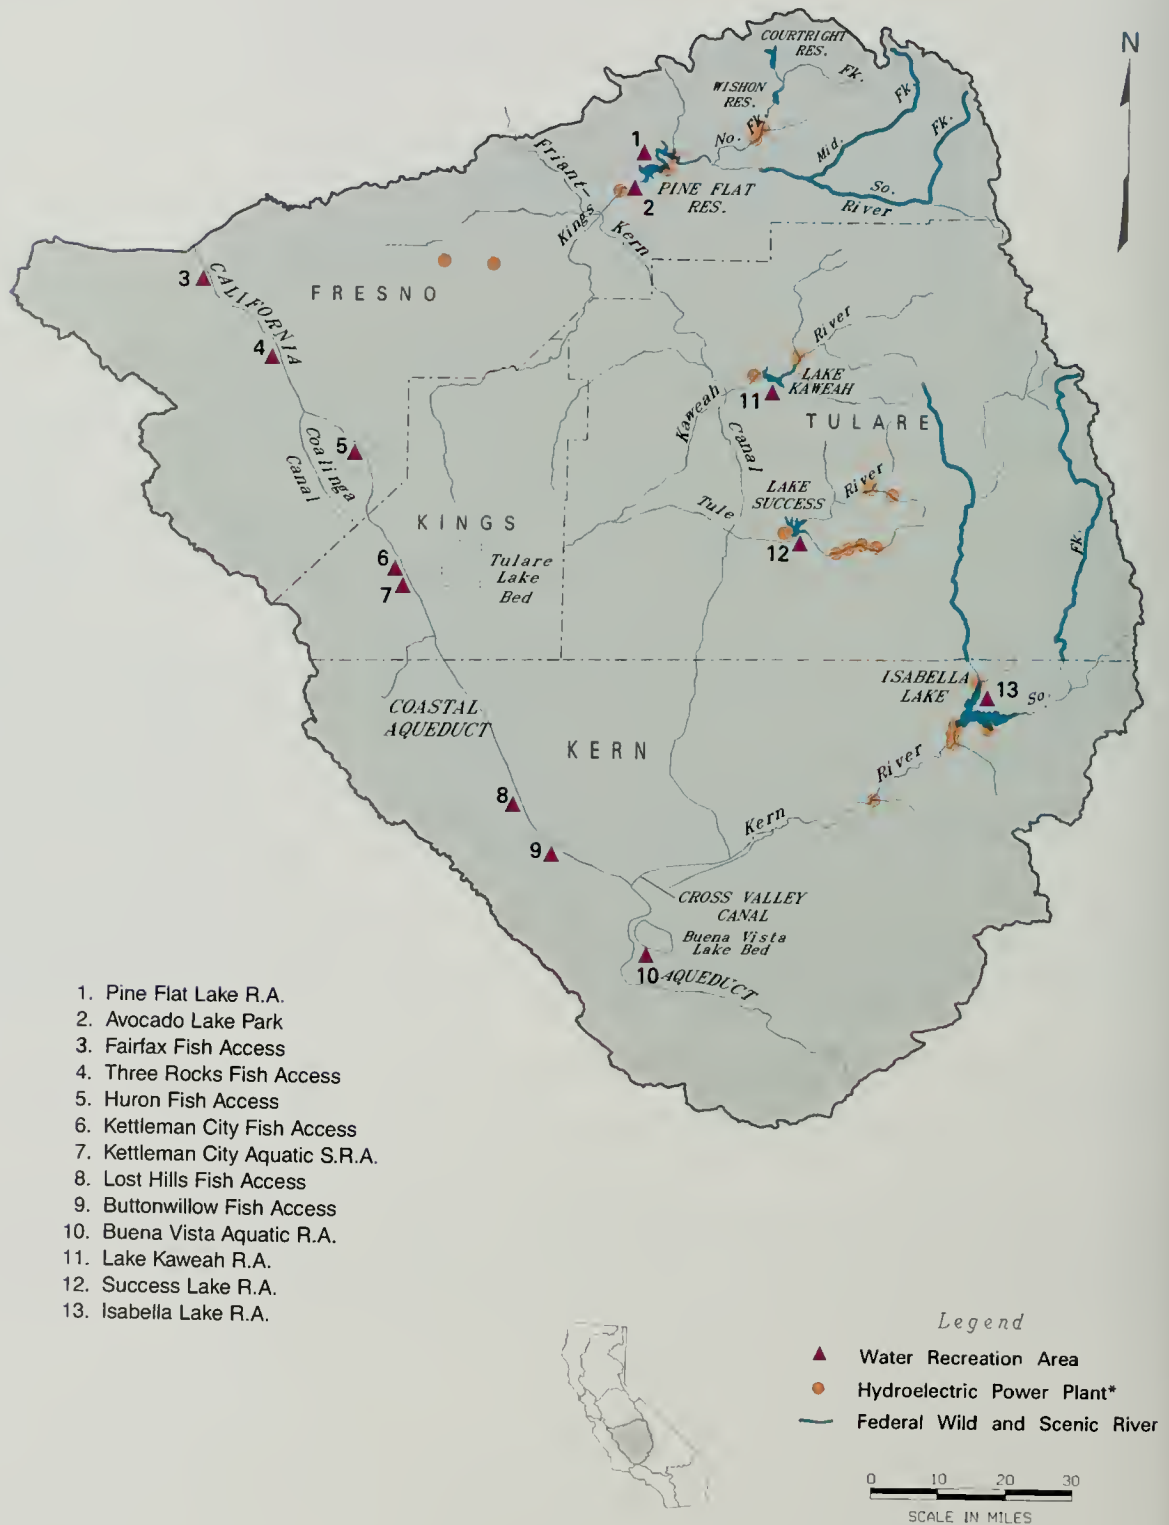 COURTRIGHT
RES.
N
Fk.
WISHON
RES.
Fk.
Fk.
No.
Fk.
Mid.
1
So.
River
PINE FLAT
RES.
2
Friant-
Kings
Kern
3
CALIFORNIA
FRESNO
4
River
LAKE
KAWEAH
11
Kaweah
TULARE
Canal
5
Coalinga
Canal
LAKE
SUCCESS
River
KINGS
Tule
Fk.
12
6
Tulare
Lake
Bed
7
ISABELLA
LAKE
13
So.
COASTAL
AQUEDUCT
KERN
River
8
Kern
9
CROSS VALLEY
CANAL
Buena Vista
Lake Bed
10
AQUEDUCT
1. Pine Flat Lake R.A.
2. Avocado Lake Park
3. Fairfax Fish Access
4. Three Rocks Fish Access
5. Huron Fish Access
6. Kettleman City Fish Access
7. Kettleman City Aquatic S.R.A.
8. Lost Hills Fish Access
9. Buttonwillow Fish Access
10. Buena Vista Aquatic R.A.
11. Lake Kaweah R.A.
12. Success Lake R.A.
13. Isabella Lake R.A.
Legend
Water Recreation Area
Hydroelectric Power Plant*
Federal Wild and Scenic River
0 10 20 30
SCALE IN MILES